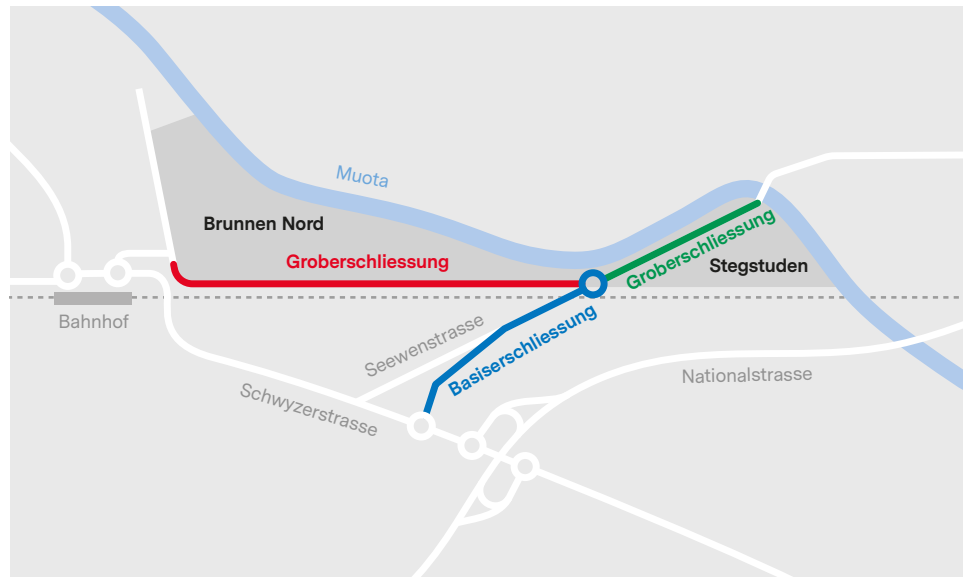 Muota
Brunnen Nord
Groberschliessung
Groberschliessung
Stegstuden
Bahnhof
Seewenstrasse
Basiserschliessung
Schwyzerstrasse
Nationalstrasse